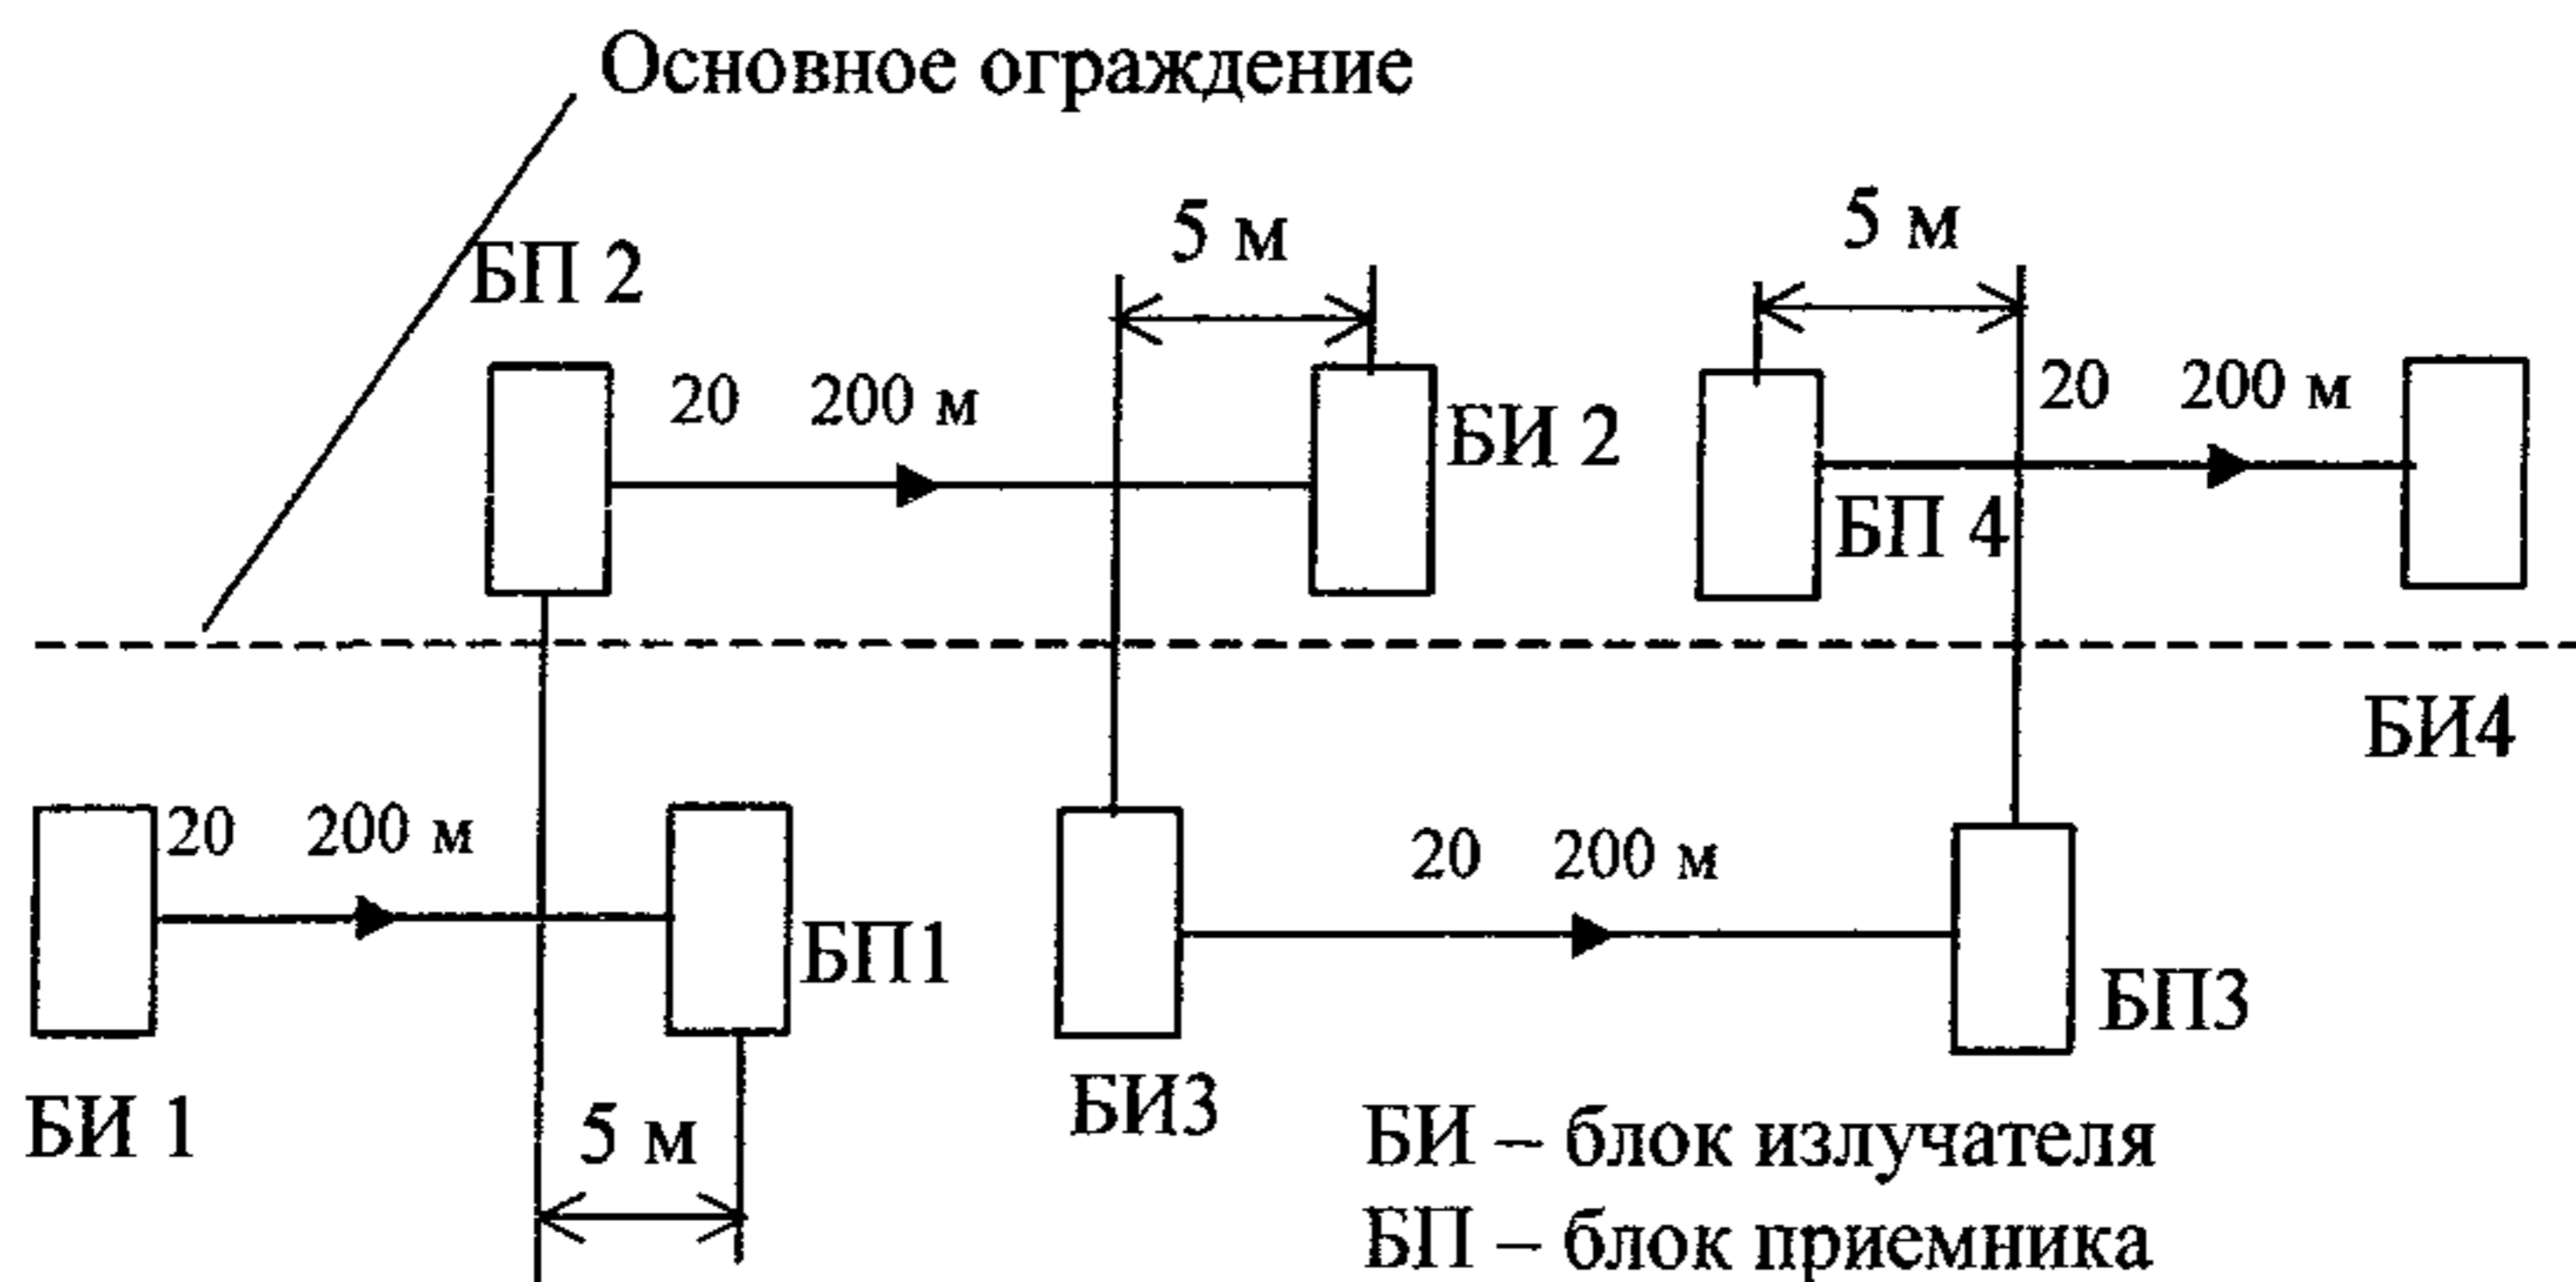 Основное ограждение
5 м
5 м
БП 2
20 200 м
БИ 2
20 200 м
БП 4
БИ4
20 200 м
20 200 м
БП1
БП3
БИ 1
5 м
БИ3
БИ – блок излучателя
БП – блок приемника